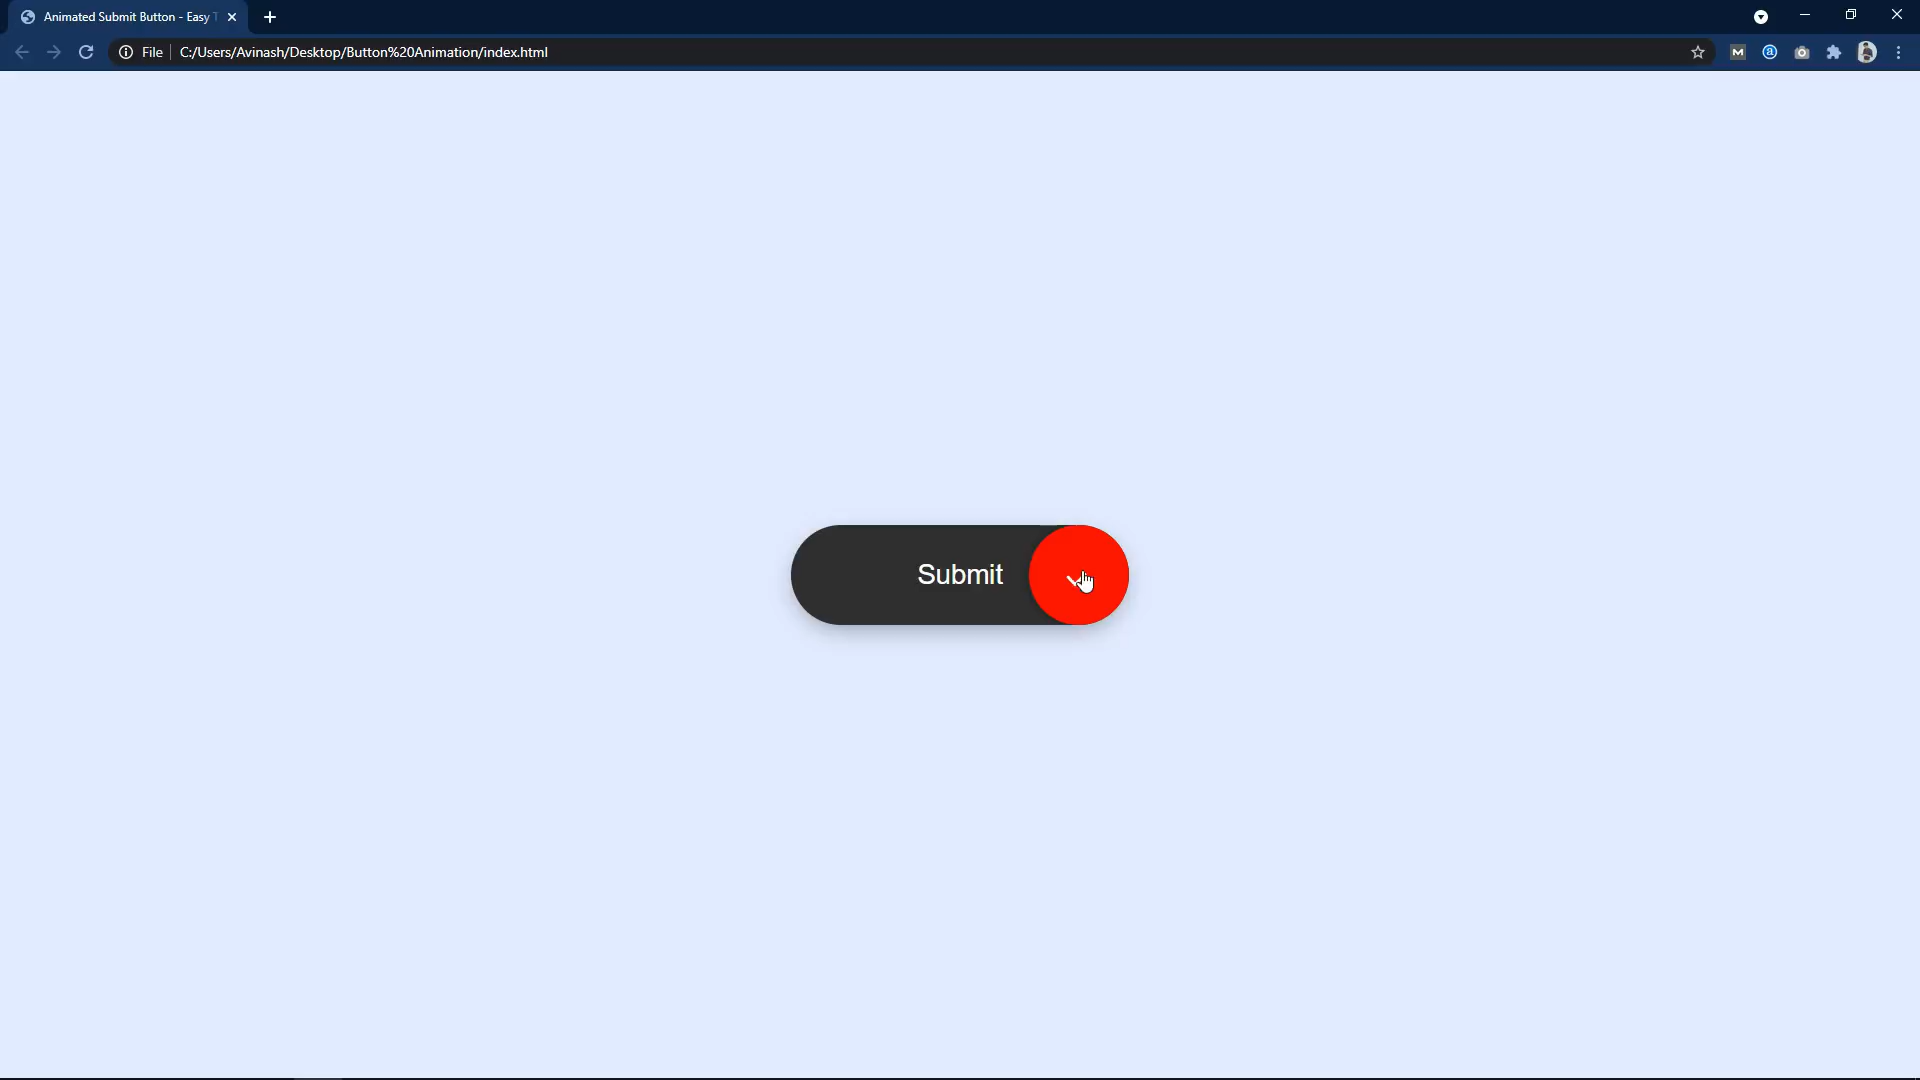 Animated Submit Button - Easy T
File
C:/Users/Avinash/Desktop/Button%20Animation/index.html
Submit